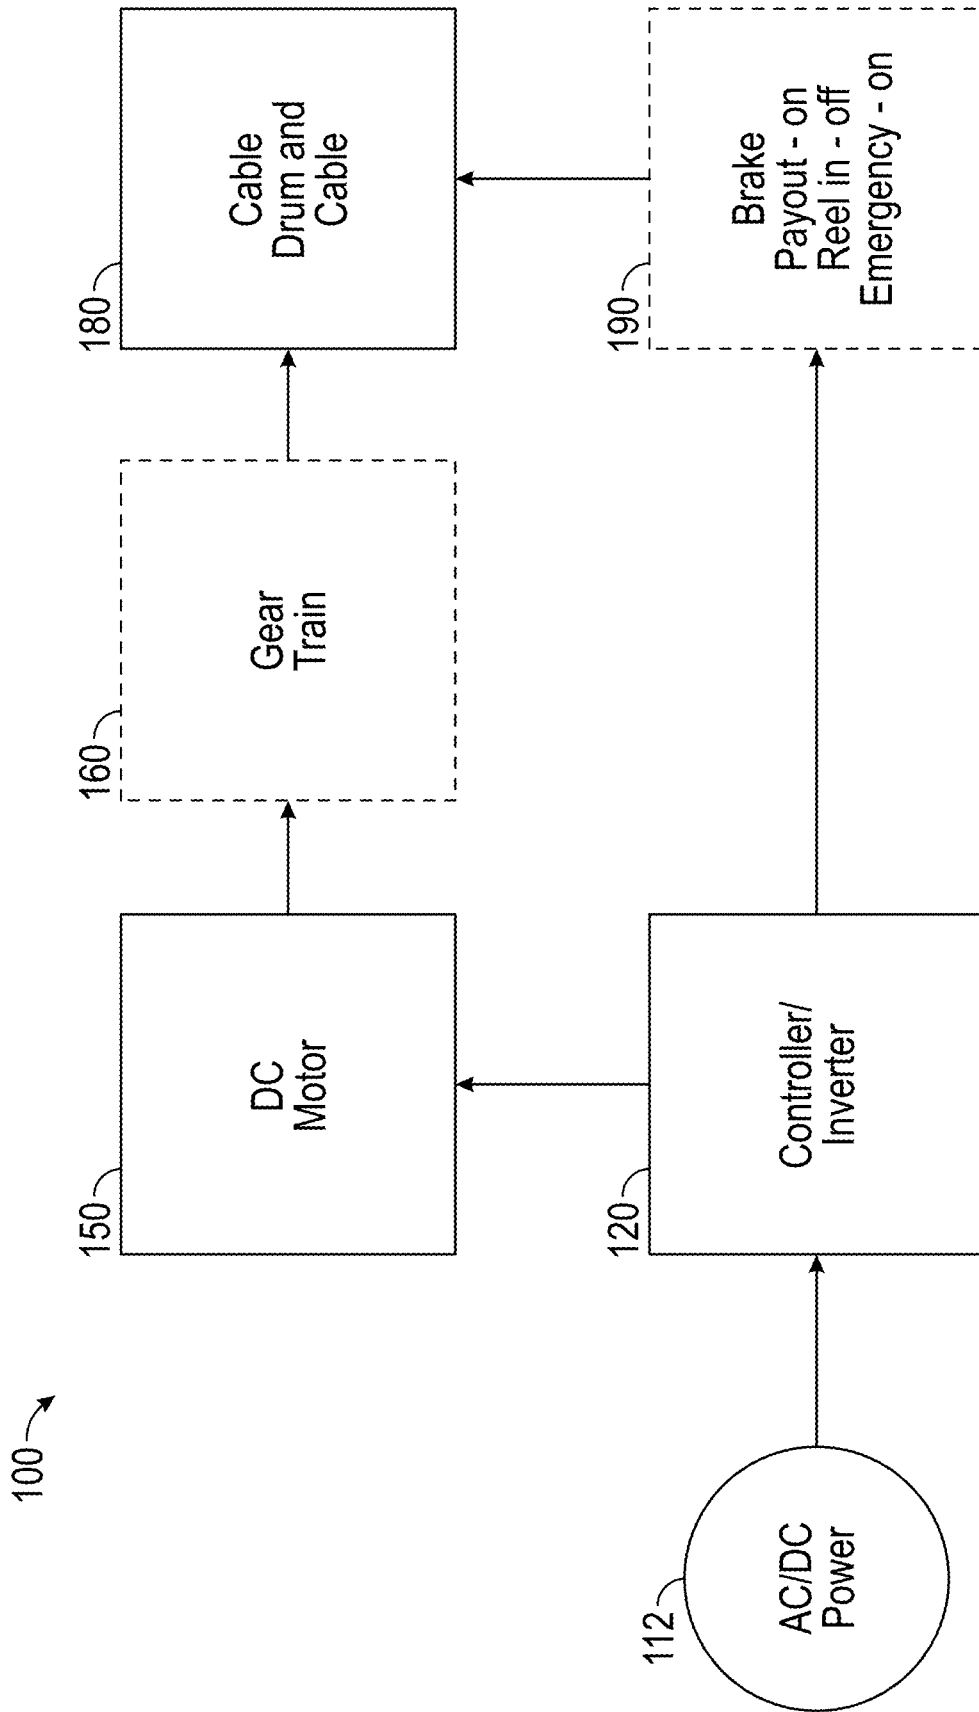 100
150
DC
Motor
160
Gear
Train
180
Cable
Drum and
Cable
112
AC/DC
Power
120
Controller/
Inverter
190
Brake
Payout - on
Reel in - off
Emergency - on